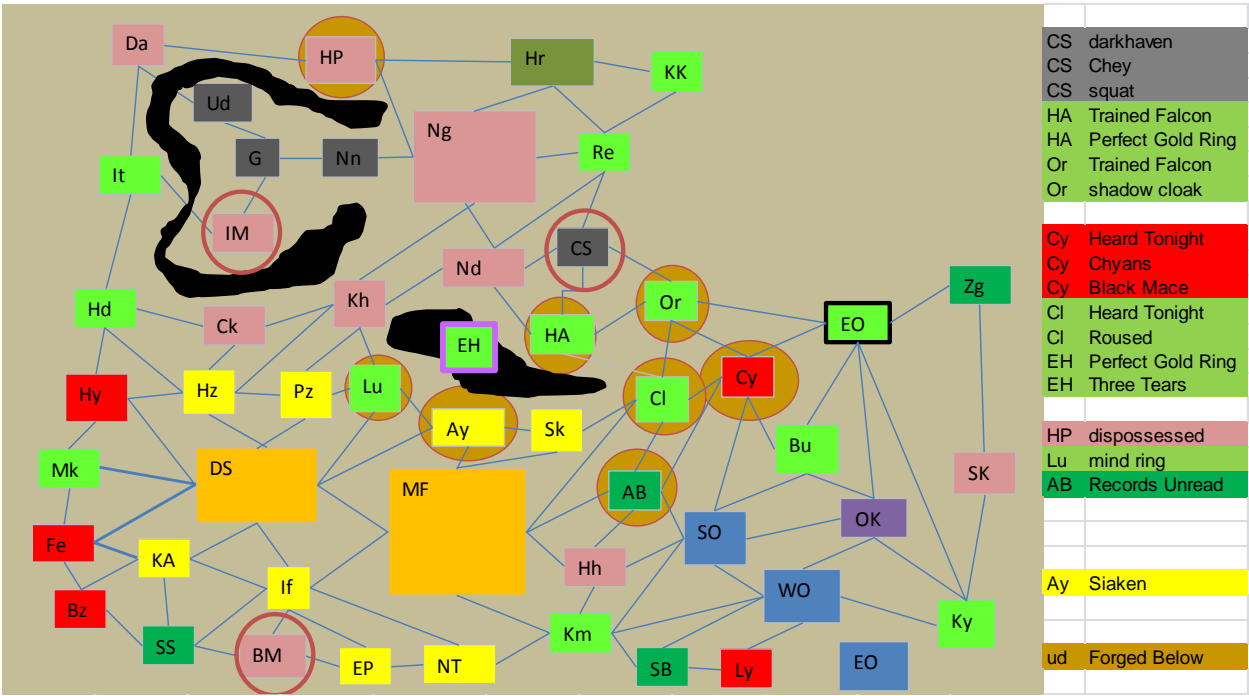 Da
HP
Hr
KK
Ud
Ng
G
Nn
Re
It
IM
CS
Nd
Zg
Or
Hd
Kh
Ck
EO
HA
EH
Hy
Hz
Pz
Lu
Cy
Cl
Ay
Sk
Bu
Mk
DS
MF
AB
SK
Fe
KA
SO
OK
Hh
If
WO
Bz
SS
BM
EP
NT
Km
SB
Ly
EO
Ky
CS darkhaven
CS Chey
CS squat
HA Trained Falcon
HA Perfect Gold Ring
Or Trained Falcon
Or shadow cloak
Cy Heard Tonight
Cy Chyans
Cy Black Mace
Cl Heard Tonight
Cl Roused
EH Perfect Gold Ring
EH Three Tears
HP dispossessed
Lu mind ring
AB Records Unread
Ay Siaken
ud Forged Below